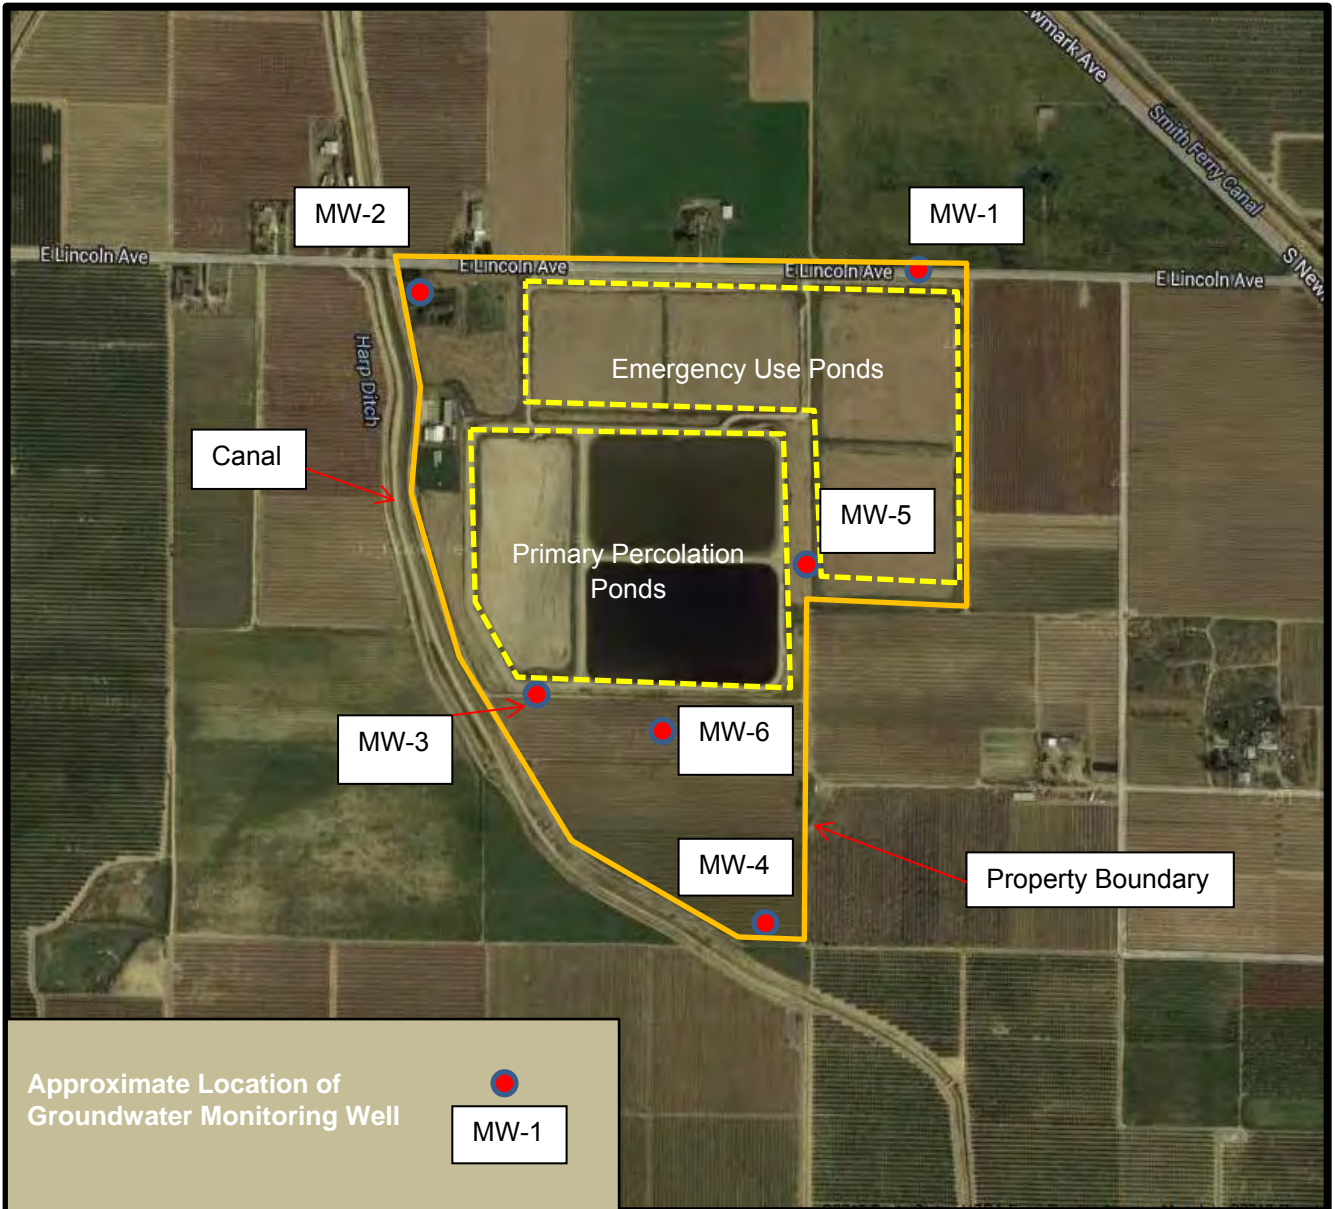 wmark Ave
Smith Ferry Canal
S Newm
MW-2
MW-1
E Lincoln Ave
E Lincoln Ave
E Lincoln Ave
E Lincoln Ave
Harp Ditch
Emergency Use Ponds
Canal
MW-5
Primary Percolation
Ponds
MW-3
MW-6
MW-4
Property Boundary
Approximate Location of
Groundwater Monitoring Well
MW-1